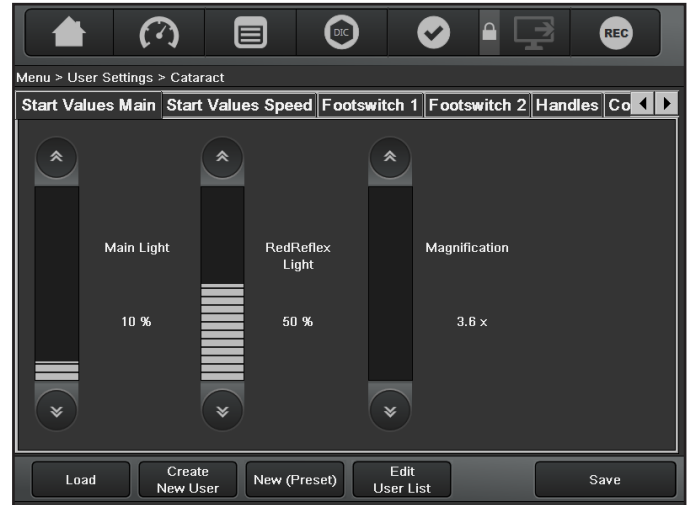 DIC
REC
Menu > User Settings > Cataract
Start Values Main Start Values Speed Footswitch 1 Footswitch 2 Handles Co
Main Light
RedReflex
Light
Magnification
10 %
50 %
3.6 x
Load
Create
New User
New (Preset)
Edit
User List
Save